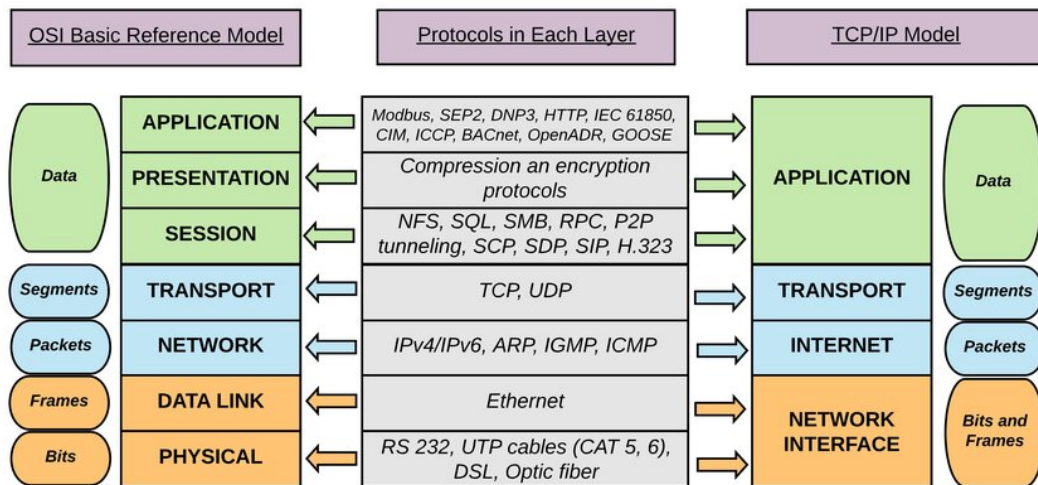 OSI Basic Reference Model
Protocols in Each Layer
TCP/IP Model
Data
APPLICATION
Modbus, SEP2, DNP3, HTTP, IEC 61850,
CIM, ICCP, BACnet, OpenADR, GOOSE
PRESENTATION
Compression an encryption
protocols
SESSION
NFS, SQL, SMB, RPC, P2P
tunneling, SCP, SDP, SIP, H.323
APPLICATION
Data
Segments
TRANSPORT
TCP, UDP
TRANSPORT
Segments
Packets
NETWORK
IPv4/IPv6, ARP, IGMP, ICMP
INTERNET
Packets
Frames
DATA LINK
Ethernet
Bits
PHYSICAL
RS 232, UTP cables (CAT 5, 6),
DSL, Optic fiber
NETWORK
INTERFACE
Bits and
Frames